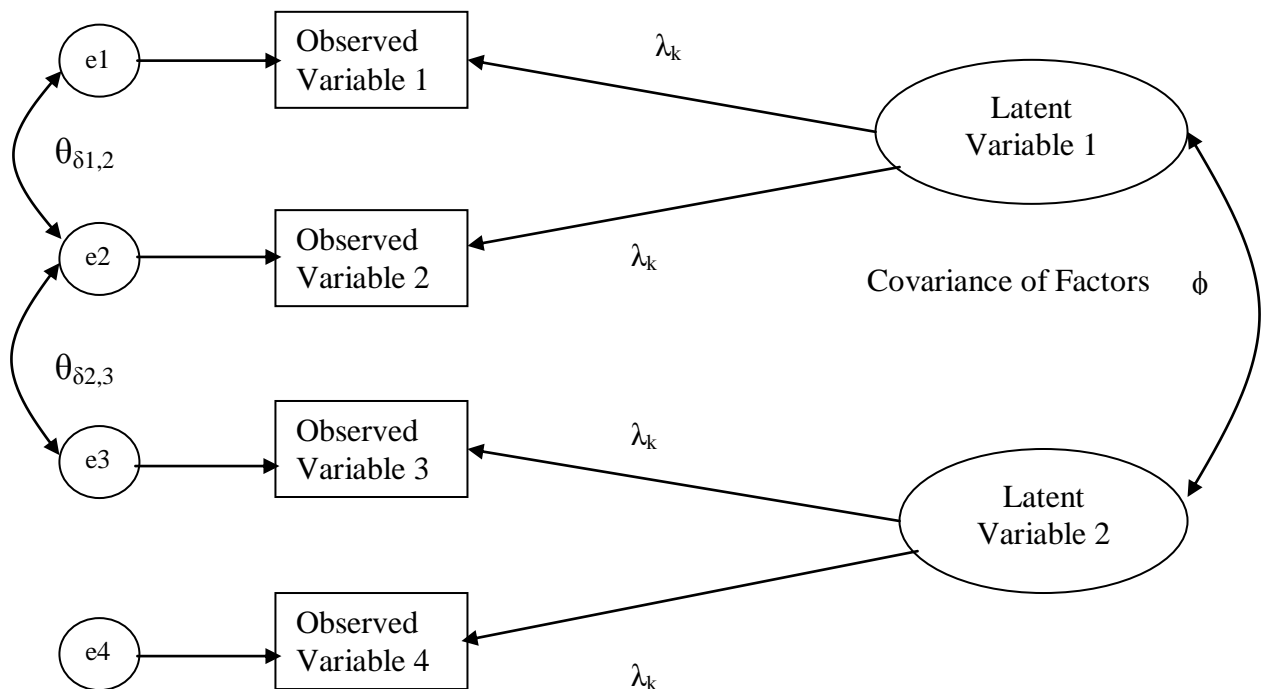 e1
Observed
Variable 1
λk
Latent
Variable 1
θδ1,2
e2
Observed
Variable 2
λk
Covariance of Factors ϕ
θδ2,3
e3
Observed
Variable 3
λk
Latent
Variable 2
e4
Observed
Variable 4
λk